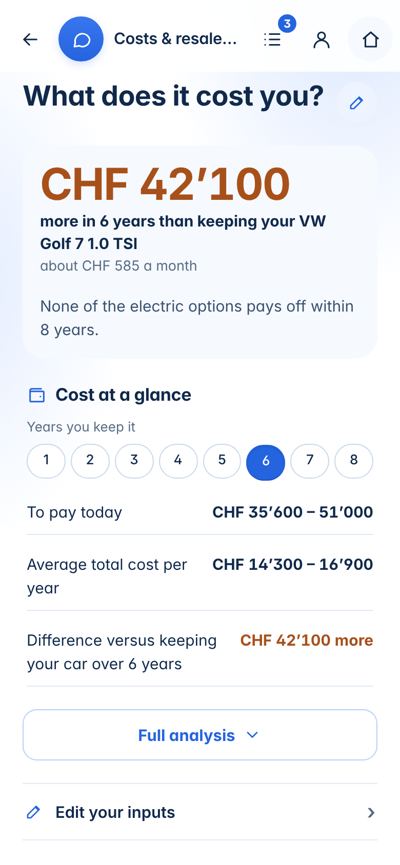 Costs & resale...
3
What does it cost you?
CHF 42’100
more in 6 years than keeping your VW
Golf 7 1.0 TSI
about CHF 585 a month
None of the electric options pays off within
8 years.
Cost at a glance
Years you keep it
1 2 3 4 5 6 7 8
To pay today CHF 35’600 – 51’000
Average total cost per CHF 14’300 – 16’900
year
Difference versus keeping CHF 42’100 more
your car over 6 years
Full analysis
Edit your inputs